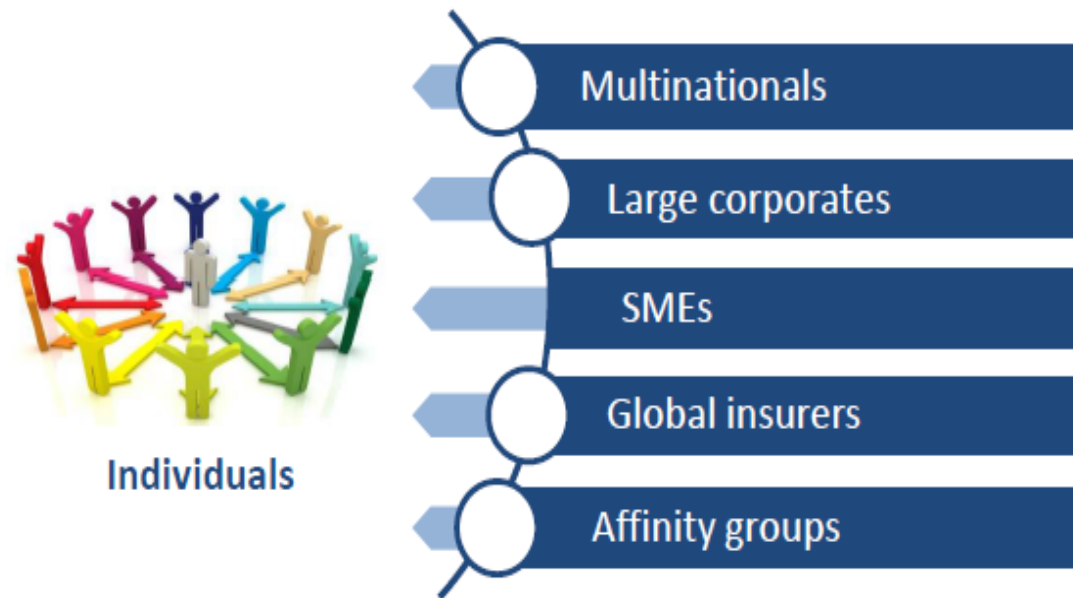 Multinationals
Large corporates
SMEs
Global insurers
Affinity groups
Individuals